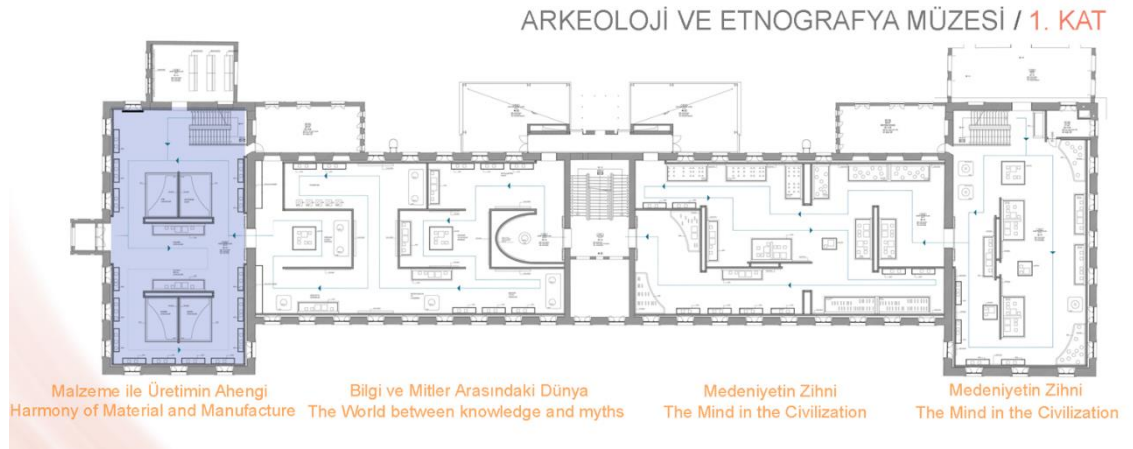 ARKEOLOJİ VE ETNOGRAFYA MÜZESİ / 1. KAT
Malzeme ile Üretimin Ahengi
Harmony of Material and Manufacture
Bilgi ve Mitler Arasındaki Dünya
The World between knowledge and myths
Medeniyetin Zihni
The Mind in the Civilization
Medeniyetin Zihni
The Mind in the Civilization